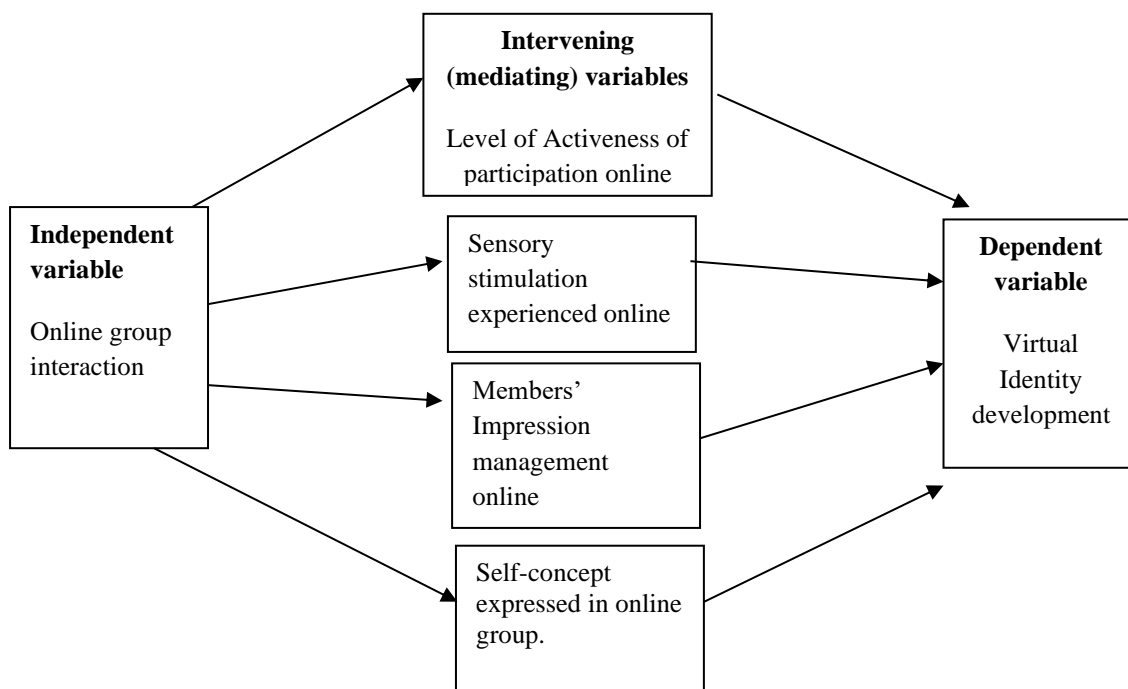 Intervening
(mediating) variables
Level of Activeness of
participation online
Independent
variable
Online group
interaction
Sensory
stimulation
experienced online
Members’
Impression
management
online
Self-concept
expressed in online
group.
Dependent
variable
Virtual
Identity
development